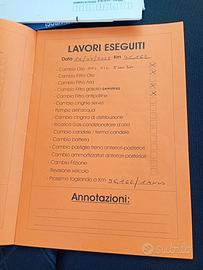 LAVORI ESEGUITI
Data Km 95162
- Cambio Olio
- Cambio Filtro Olio
- Cambio Filtro Aria
- Cambio Filtro gasolio benzina
- Cambio Filtro antipolline
- Cambio cinghie servizi
- Pompa dell'acqua
- Cambio cinghia di distribuzione
- Ricarica Gas condizionatore d'aria
- Cambio candele / termo candele
- Cambio batteria
- Cambio pastiglie freno anteriori-posteriori
- Cambio ammortizzatori anteriori-posteriori
- Cambio Frizione
- Revisione veicolo
- Prossimo tagliando a Km
Annotazioni:
subito